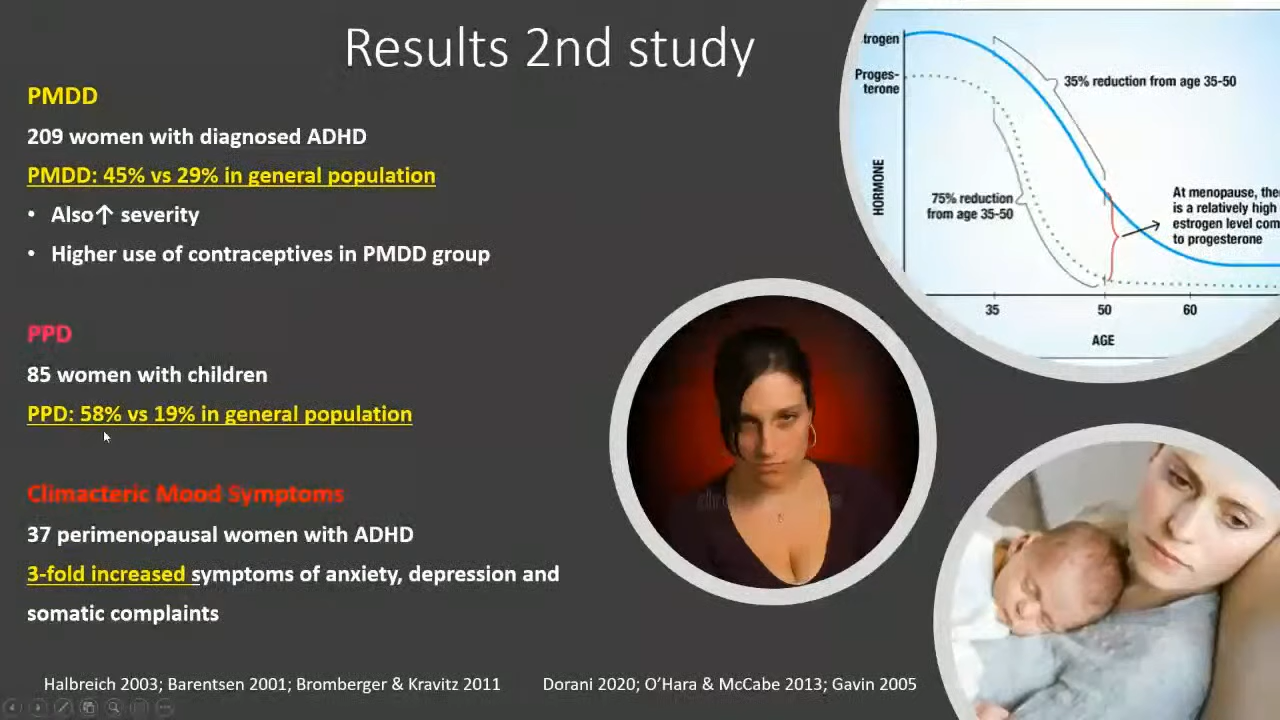 Results 2nd study
PMDD
209 women with diagnosed ADHD
PMDD: 45% vs 29% in general population
• Also↑ severity
• Higher use of contraceptives in PMDD group
PPD
85 women with children
PPD: 58% vs 19% in general population
Climacteric Mood Symptoms
37 perimenopausal women with ADHD
3-fold increased symptoms of anxiety, depression and
somatic complaints
Halbreich 2003; Barentsen 2001; Bromberger & Kravitz 2011
Dorani 2020; O’Hara & McCabe 2013; Gavin 2005
trogen
Proges-
terone
HORMONE
35% reduction from age 35-50
75% reduction
from age 35-50
At menopause, the
is a relatively high
estrogen level com
to progesterone
35
50
60
AGE